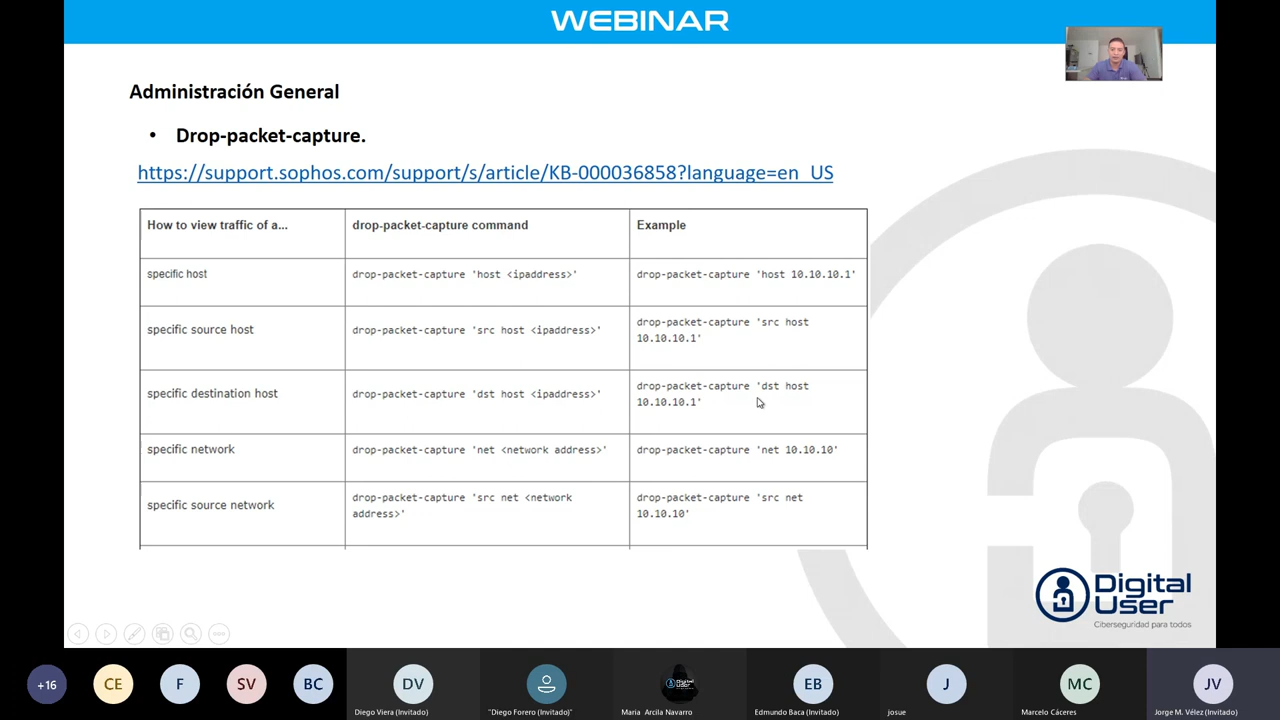 WEBINAR
Administración General
• Drop-packet-capture.
https://support.sophos.com/support/s/article/KB-000036858?language=en_US
How to view traffic of a... drop-packet-capture command Example
specific host drop-packet-capture 'host <ipaddress>' drop-packet-capture 'host 10.10.10.1'
specific source host drop-packet-capture 'src host <ipaddress>' drop-packet-capture 'src host
10.10.10.1'
specific destination host drop-packet-capture 'dst host <ipaddress>' drop-packet-capture 'dst host
10.10.10.1'
specific network drop-packet-capture 'net <network address>' drop-packet-capture 'net 10.10.10'
specific source network drop-packet-capture 'src net <network
address>' drop-packet-capture 'src net
10.10.10'
Digital
User
Ciberseguridad para todos
+16 CE F SV BC DV EB J MC JV
Diego Viera (Invitado) "Diego Forero (Invitado)" Maria Arcila Navarro Edmundo Baca (Invitado) josue Marcelo Cáceres Jorge M. Vélez (Invitado)